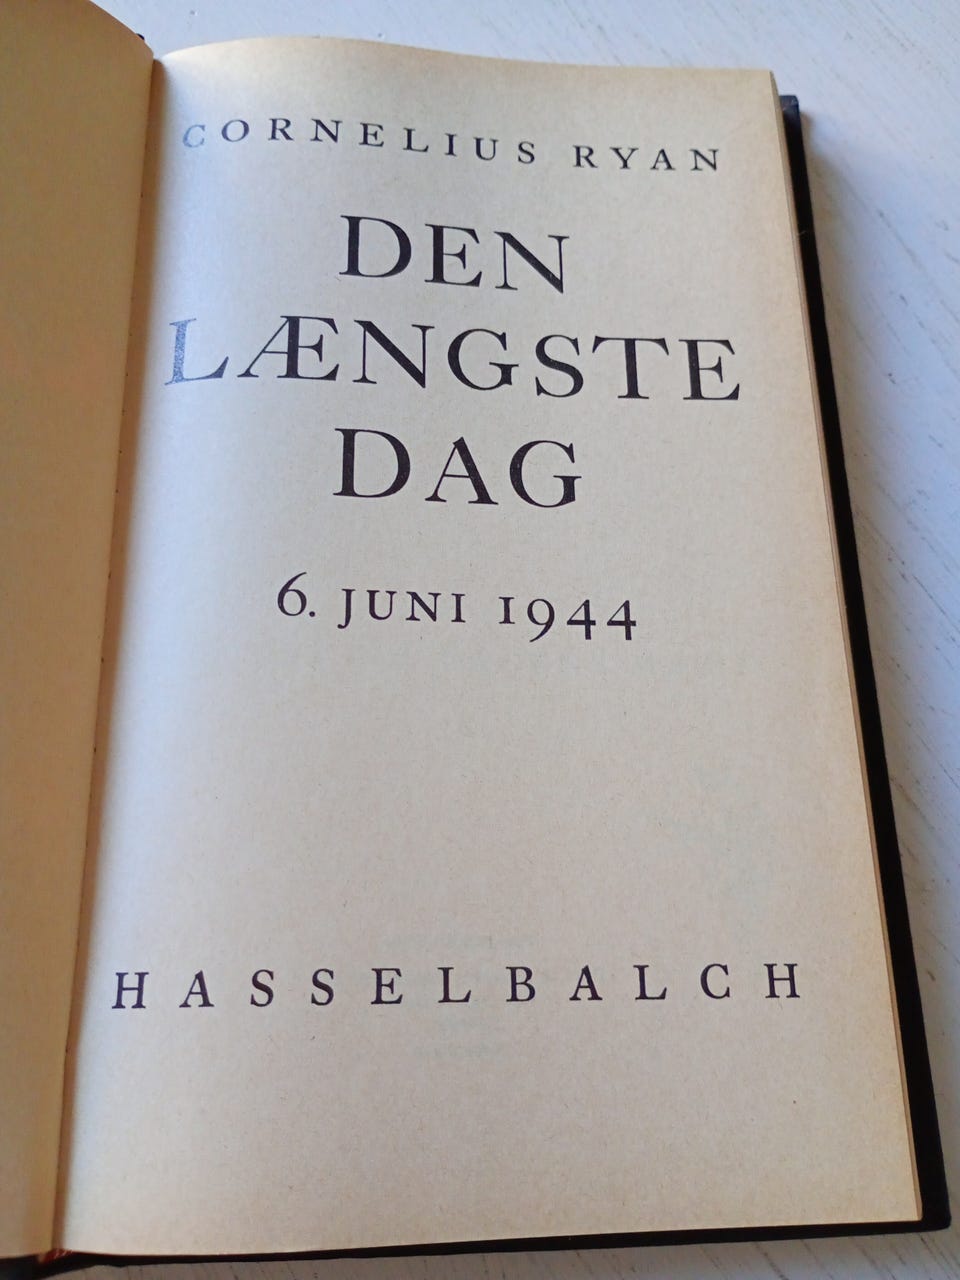 CORNELIUS RYAN
DEN
LÆNGSTE
DAG
6. JUNI 1944
HASSELBALCH